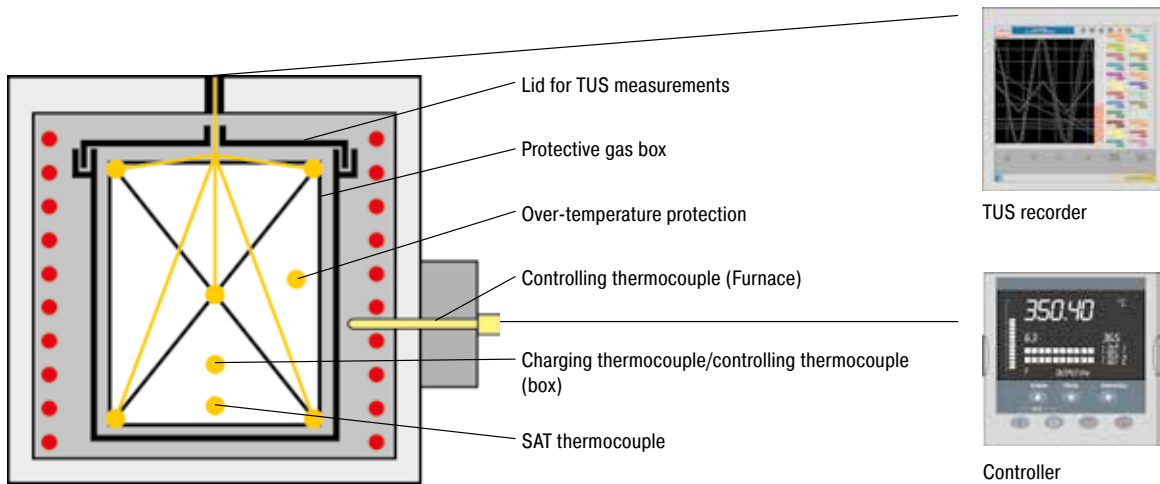 Lid for TUS measurements
Protective gas box
Over-temperature protection
Controlling thermocouple (Furnace)
Charging thermocouple/controlling thermocouple
(box)
SAT thermocouple
TUS recorder
350.40
°C
Controller